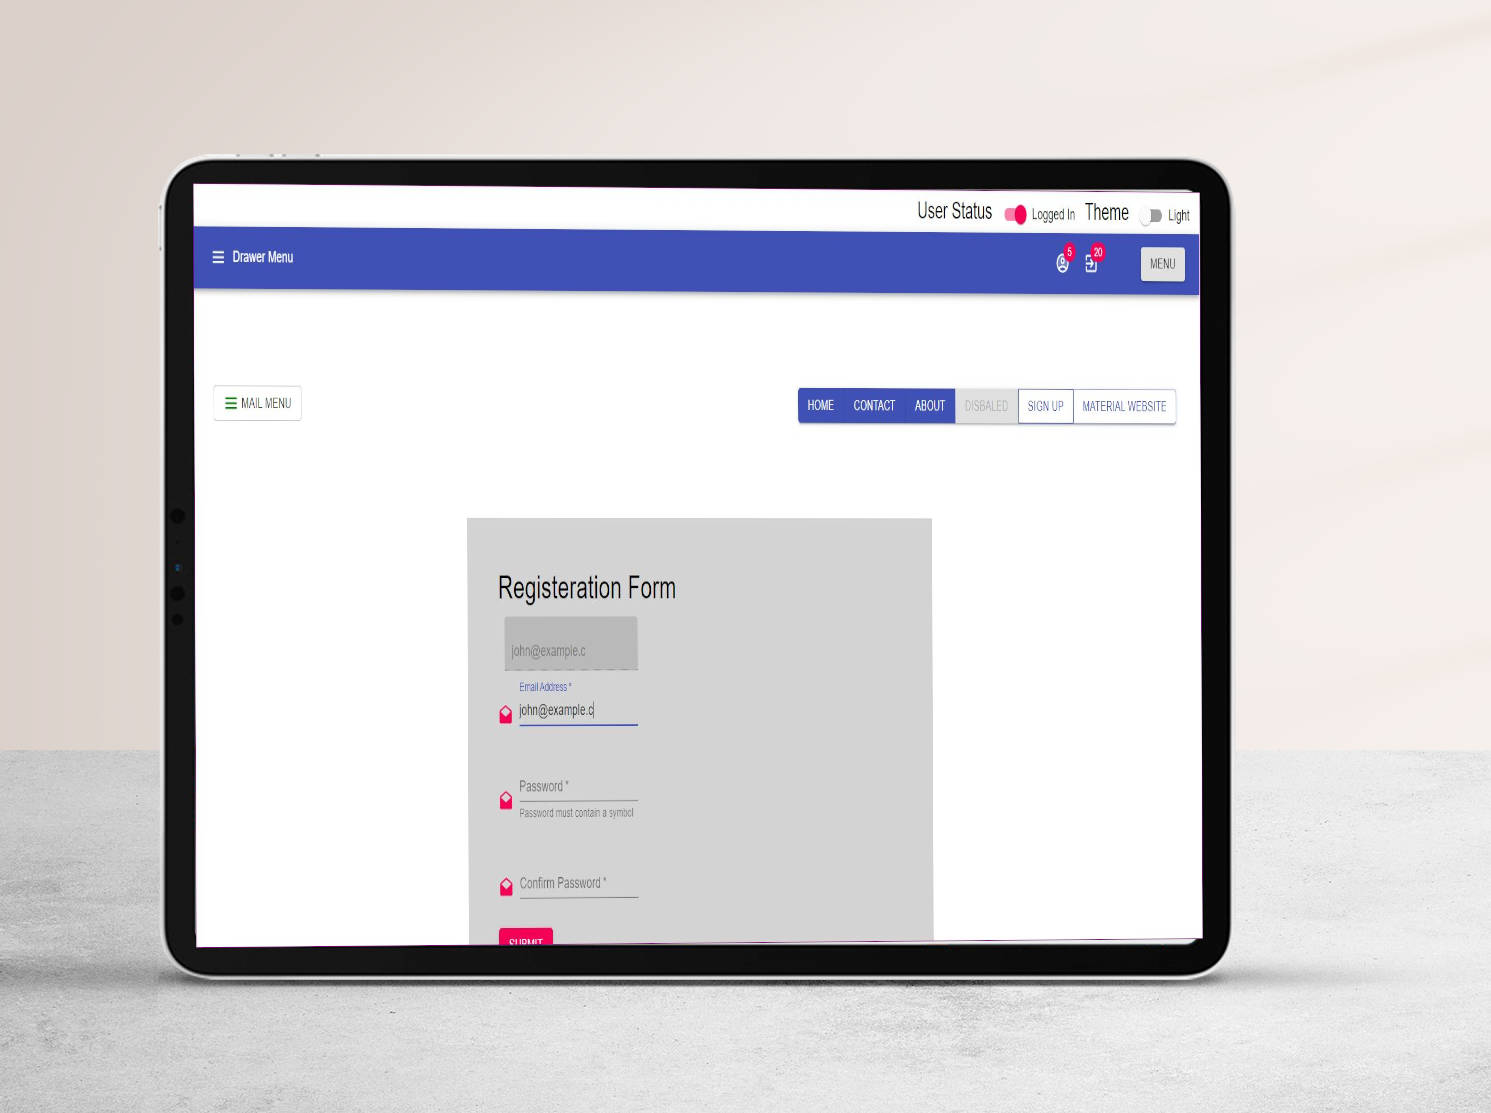 User Status Logged In Theme Light
Drawer Menu 5 20 MENU
MAIL MENU HOME CONTACT ABOUT DISBALED SIGN UP MATERIAL WEBSITE
Registeration Form
john@example.c
Email Address *
john@example.c
Password *
Password must contain a symbol
Confirm Password *
SUBMIT